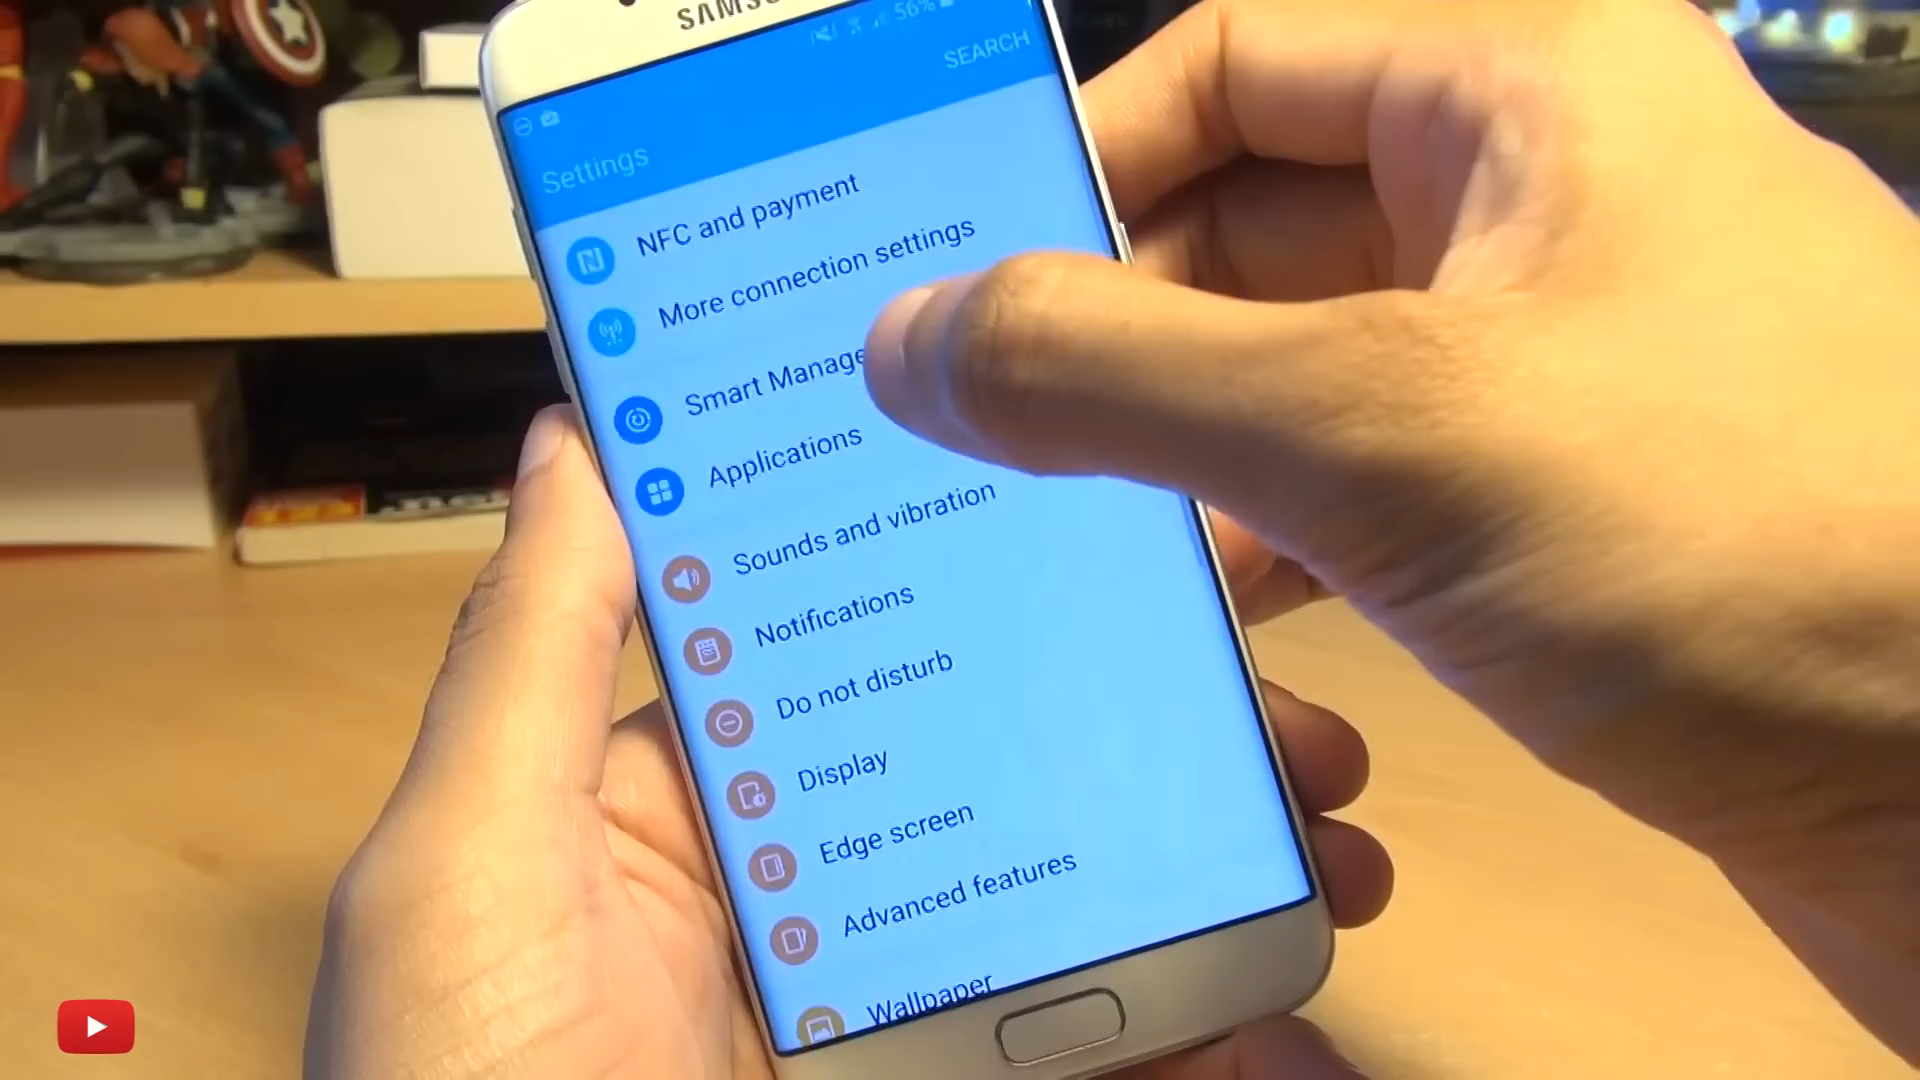 56%
SEARCH
Settings
NFC and payment
More connection settings
Smart Manage
Applications
Sounds and vibration
Notifications
Do not disturb
Display
Edge screen
Advanced features
Wallpaper